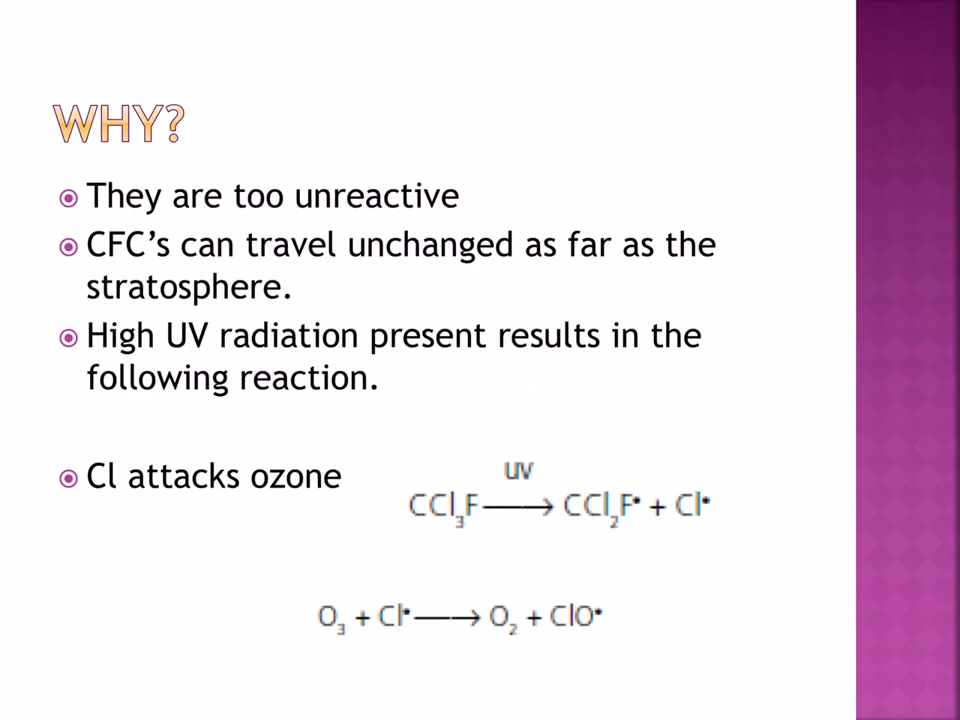 WHY?
They are too unreactive
CFC's can travel unchanged as far as the
stratosphere.
High UV radiation present results in the
following reaction.
Cl attacks ozone
UV
CCl₃F ⟶ CCl₂F• + Cl•
O₃ + Cl• ⟶ O₂ + ClO•